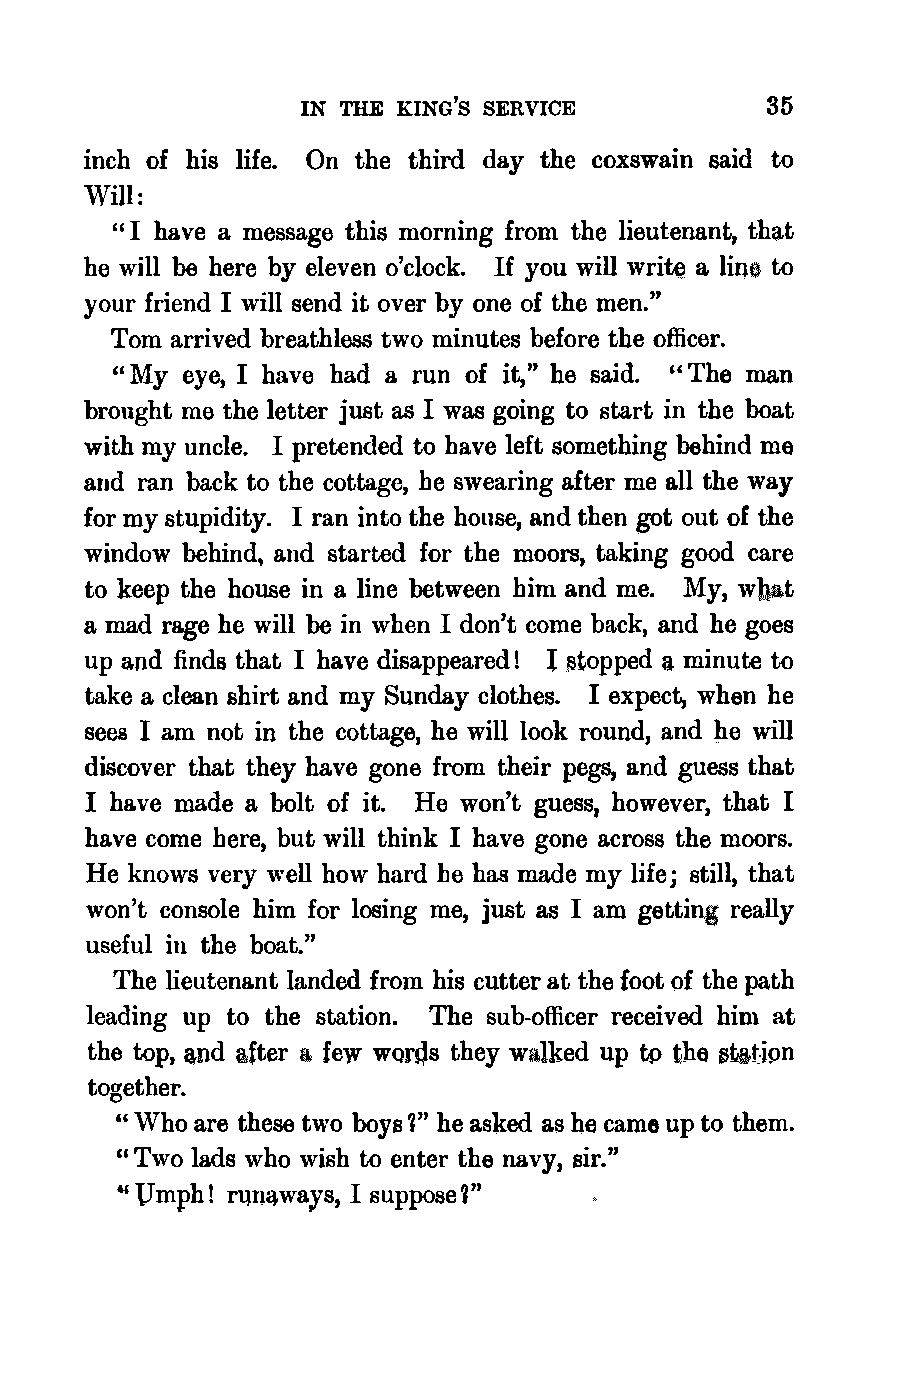 IN THE KING'S SERVICE 35
inch of his life. On the third day the coxswain said to
Will:
"I have a message this morning from the lieutenant, that
he will be here by eleven o'clock. If you will write a line to
your friend I will send it over by one of the men."
Tom arrived breathless two minutes before the officer.
"My eye, I have had a run of it," he said. "The man
brought me the letter just as I was going to start in the boat
with my uncle. I pretended to have left something behind me
and ran back to the cottage, he swearing after me all the way
for my stupidity. I ran into the house, and then got out of the
window behind, and started for the moors, taking good care
to keep the house in a line between him and me. My, what
a mad rage he will be in when I don't come back, and he goes
up and finds that I have disappeared! I stopped a minute to
take a clean shirt and my Sunday clothes. I expect, when he
sees I am not in the cottage, he will look round, and he will
discover that they have gone from their pegs, and guess that
I have made a bolt of it. He won't guess, however, that I
have come here, but will think I have gone across the moors.
He knows very well how hard he has made my life; still, that
won't console him for losing me, just as I am getting really
useful in the boat."
The lieutenant landed from his cutter at the foot of the path
leading up to the station. The sub-officer received him at
the top, and after a few words they walked up to the station
together.
"Who are these two boys?" he asked as he came up to them.
"Two lads who wish to enter the navy, sir."
"Umph! runaways, I suppose?"